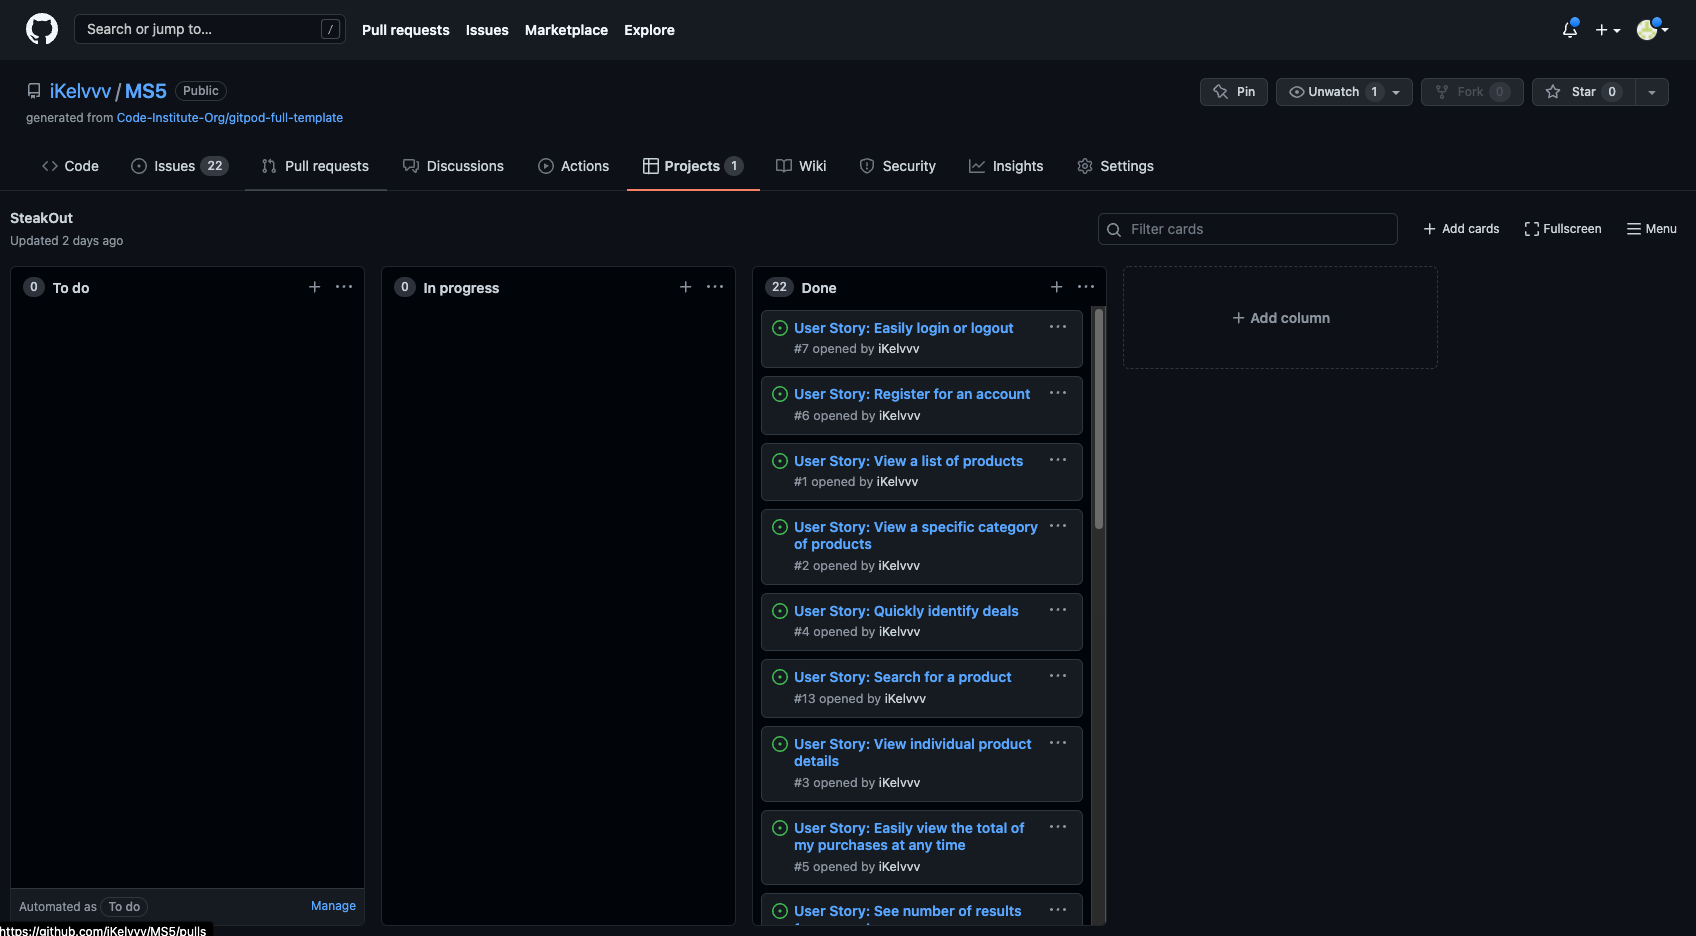 Search or jump to... /
Pull requests Issues Marketplace Explore
iKelvvv / MS5 Public
Pin Unwatch 1 Fork 0 Star 0
generated from Code-Institute-Org/gitpod-full-template
Code Issues 22 Pull requests Discussions Actions Projects 1 Wiki Security Insights Settings
SteakOut
Updated 2 days ago
Filter cards Add cards Fullscreen Menu
0 To do
0 In progress
22 Done
Add column
User Story: Easily login or logout
#7 opened by iKelvvv
User Story: Register for an account
#6 opened by iKelvvv
User Story: View a list of products
#1 opened by iKelvvv
User Story: View a specific category
of products
#2 opened by iKelvvv
User Story: Quickly identify deals
#4 opened by iKelvvv
User Story: Search for a product
#13 opened by iKelvvv
User Story: View individual product
details
#3 opened by iKelvvv
User Story: Easily view the total of
my purchases at any time
#5 opened by iKelvvv
User Story: See number of results
Automated as To do Manage
https://github.com/iKelvvv/MS5/pulls